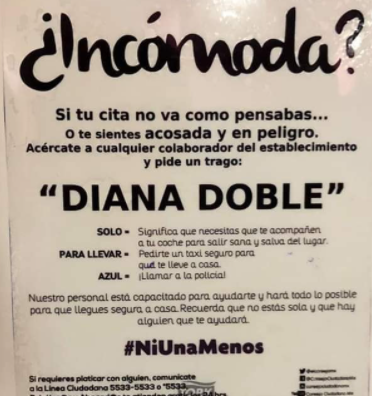 ¿Incómoda?
Si tu cita no va como pensabas...
O te sientes acosada y en peligro.
Acércate a cualquier colaborador del establecimiento
y pide un trago:
“DIANA DOBLE”
SOLO = Significa que necesitas que te acompañen
a tu coche para salir sana y salva del lugar.
PARA LLEVAR = Pedirte un taxi seguro para
que te lleve a casa.
AZUL = ¡Llamar a la policía!
Nuestro personal está capacitado para ayudarte y hará todo lo posible
para que llegues segura a casa. Recuerda que no estás sola y que hay
alguien que te ayudará.
#NiUnaMenos
Si requieres platicar con alguien, comunícate
a la Línea Ciudadana 5533-5533 o *5533